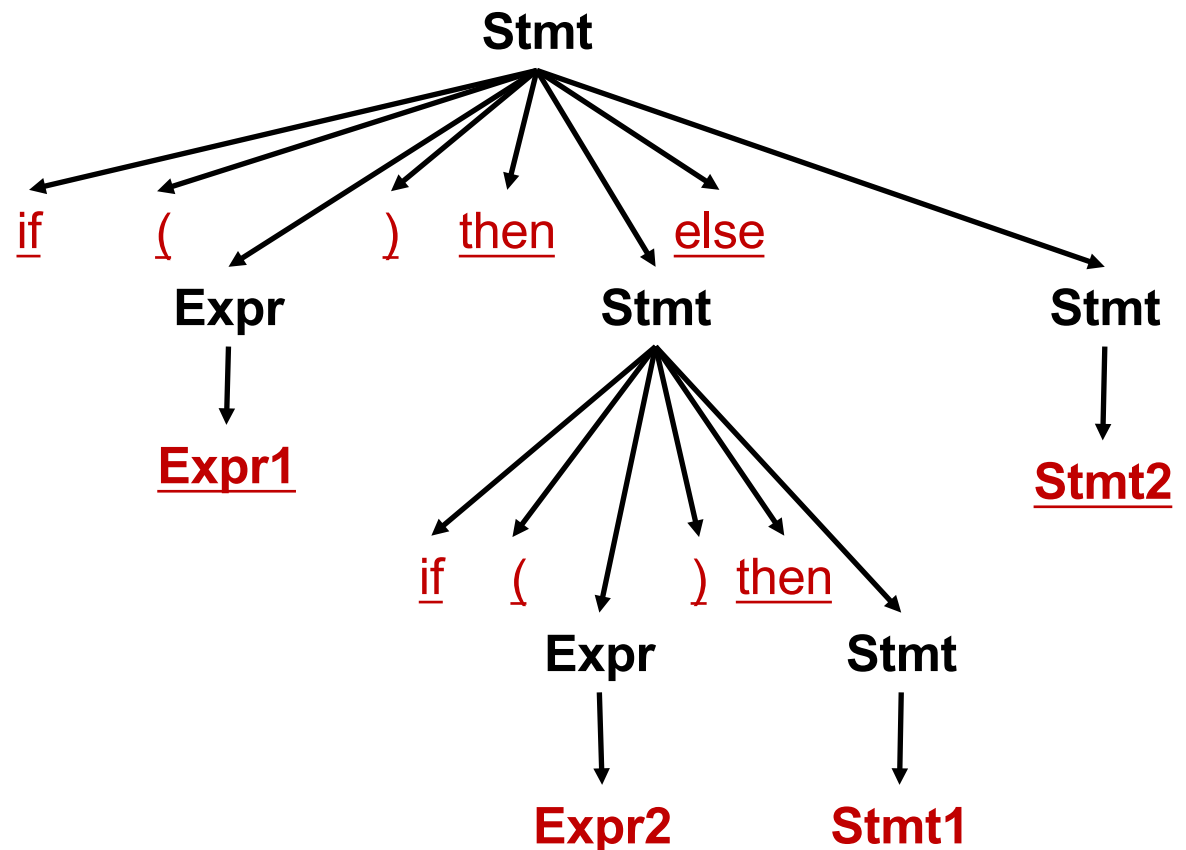 Stmt
if ( ) then else
Expr Stmt Stmt
Expr1 Stmt2
if ( ) then
Expr Stmt
Expr2 Stmt1